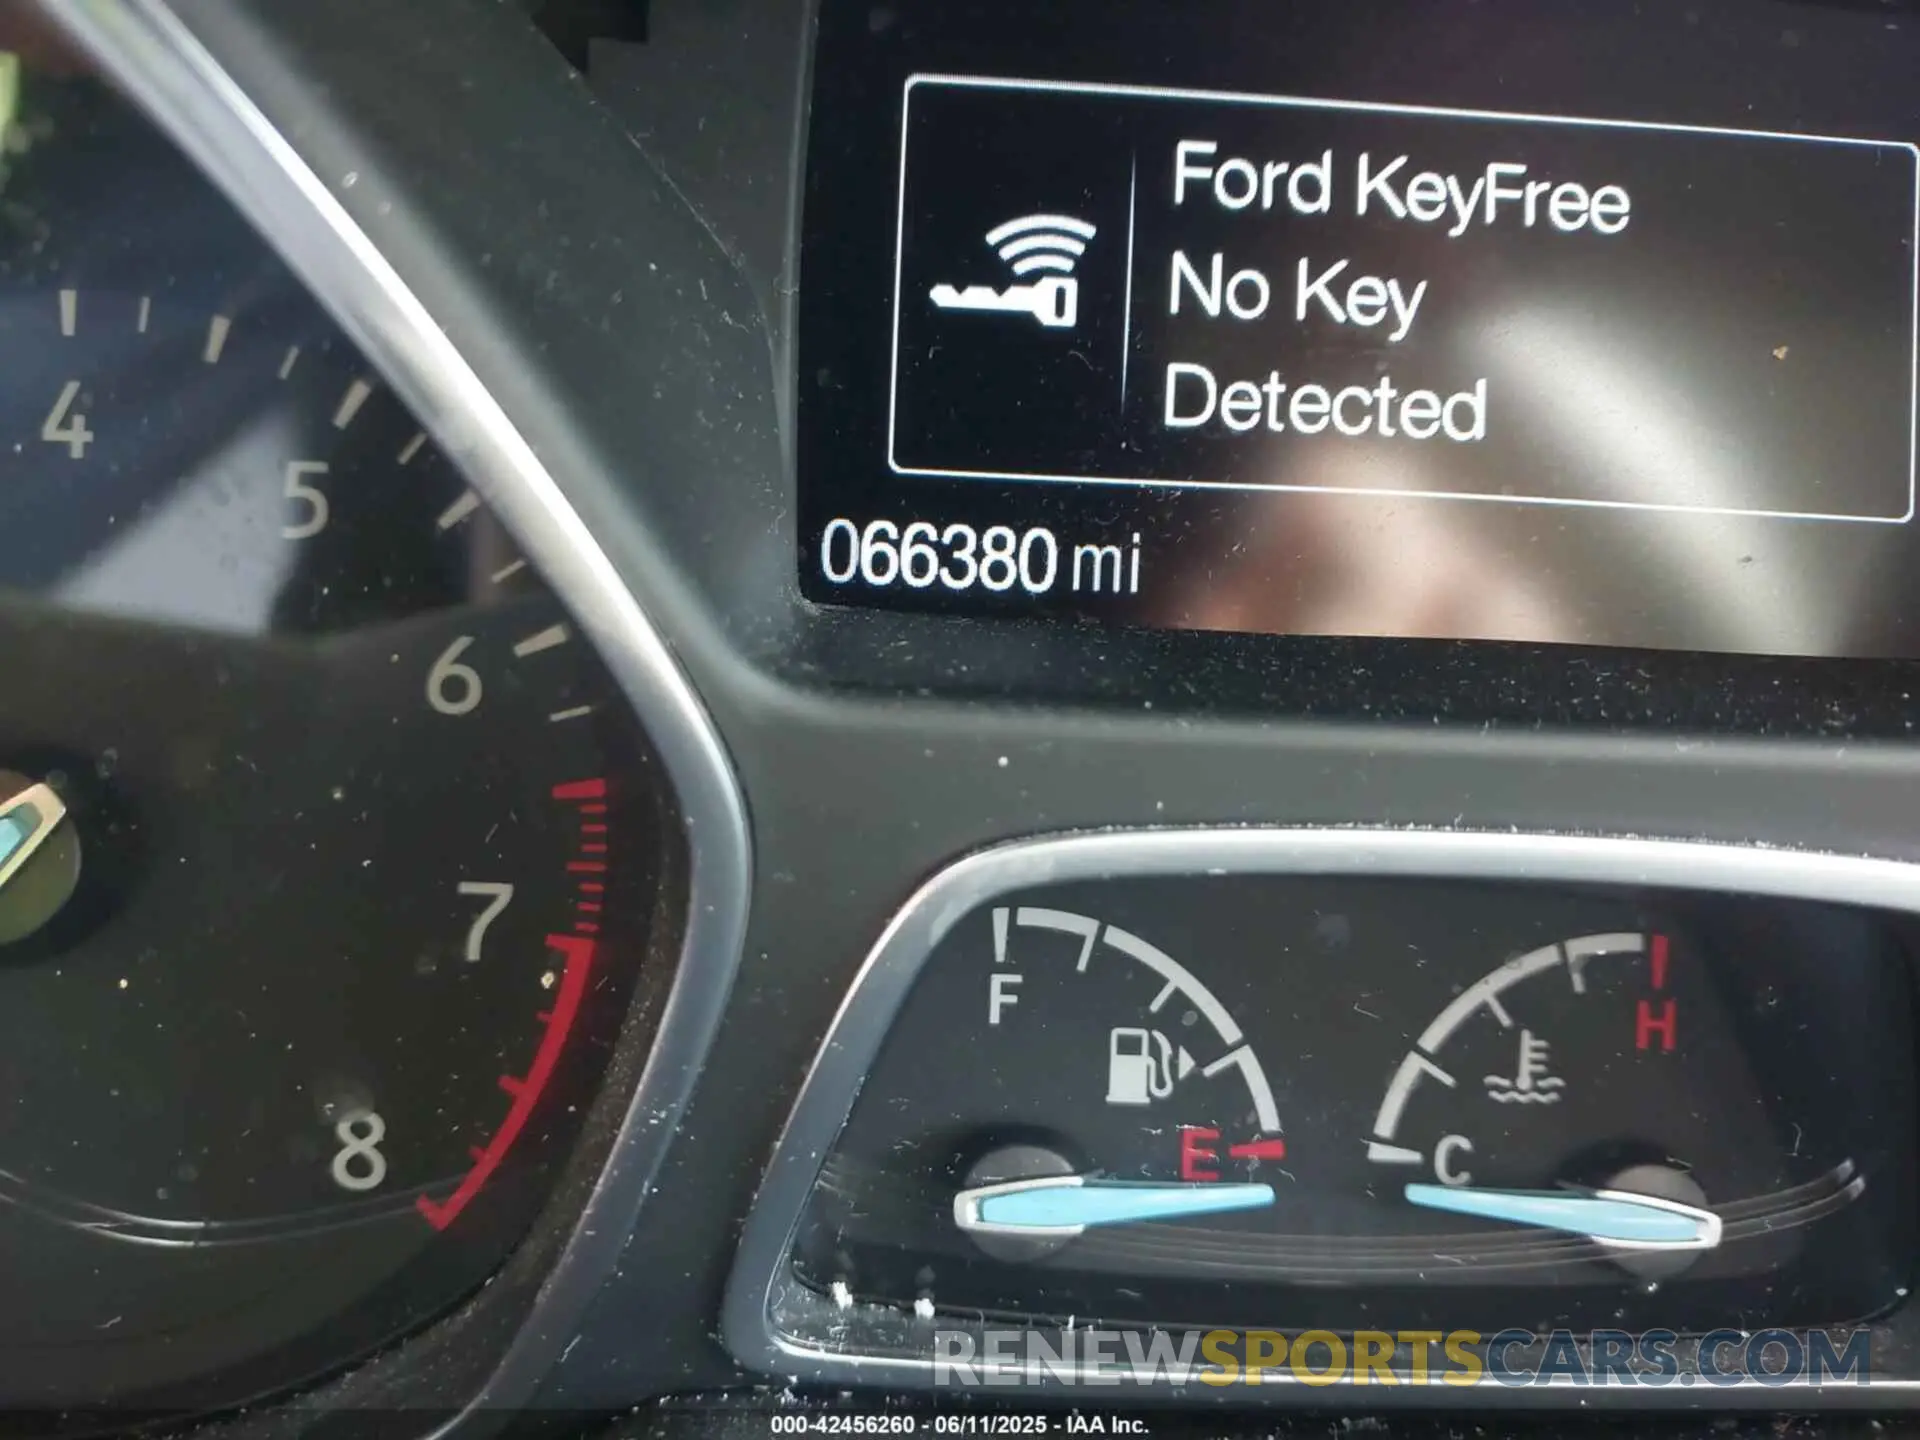 Ford KeyFree
No Key
Detected
066380 mi
4
5
6
7
8
F
E
H
C
RENEWSPORTSCARS.COM
000-42456260 - 06/11/2025 - IAA Inc.